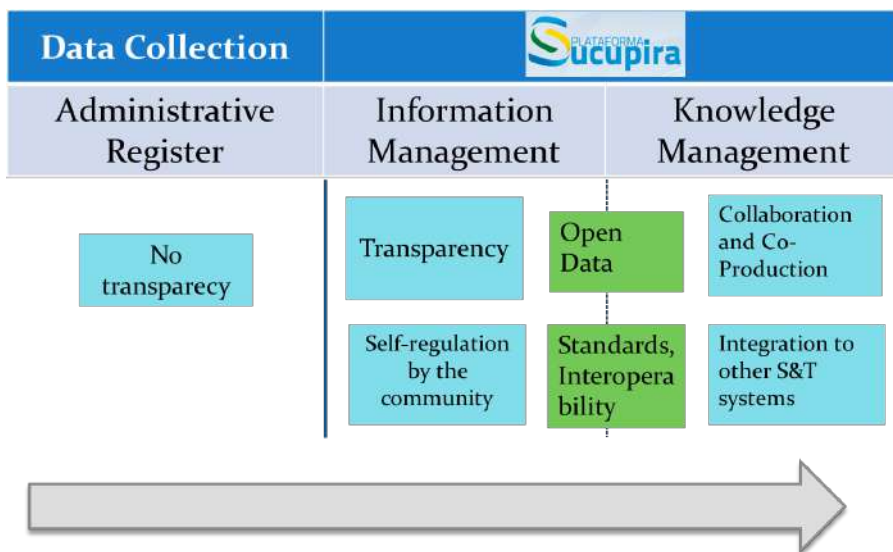 Data Collection
PLATAFORMA
Sucupira
Administrative
Register
Information
Management
Knowledge
Management
No
transparecy
Transparency
Open
Data
Collaboration
and Co-
Production
Self-regulation
by the
community
Standards,
Interopera
bility
Integration to
other S&T
systems